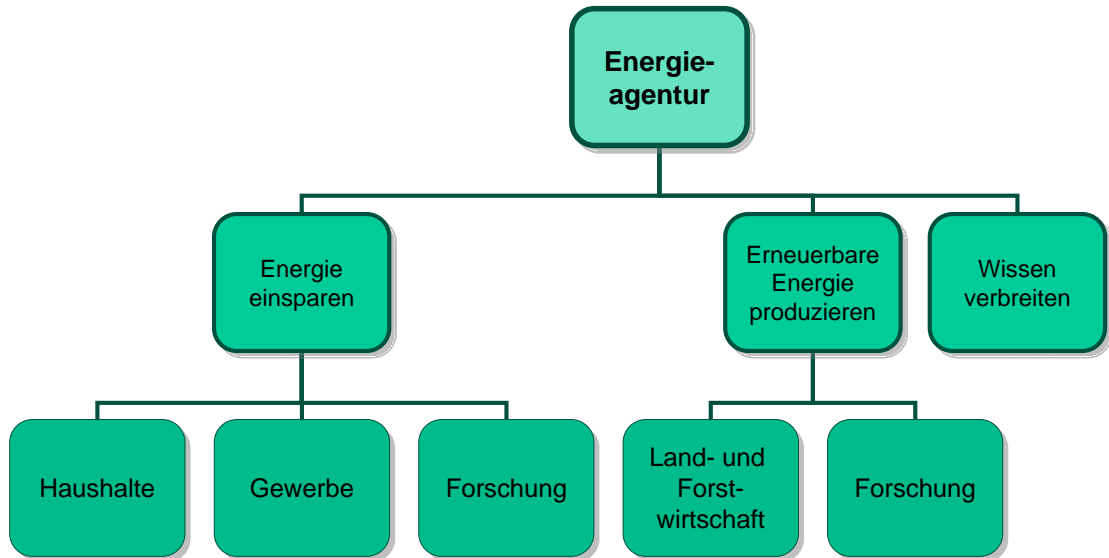 Energie-
agentur
Energie
einsparen
Erneuerbare
Energie
produzieren
Wissen
verbreiten
Haushalte
Gewerbe
Forschung
Land- und
Forst-
wirtschaft
Forschung